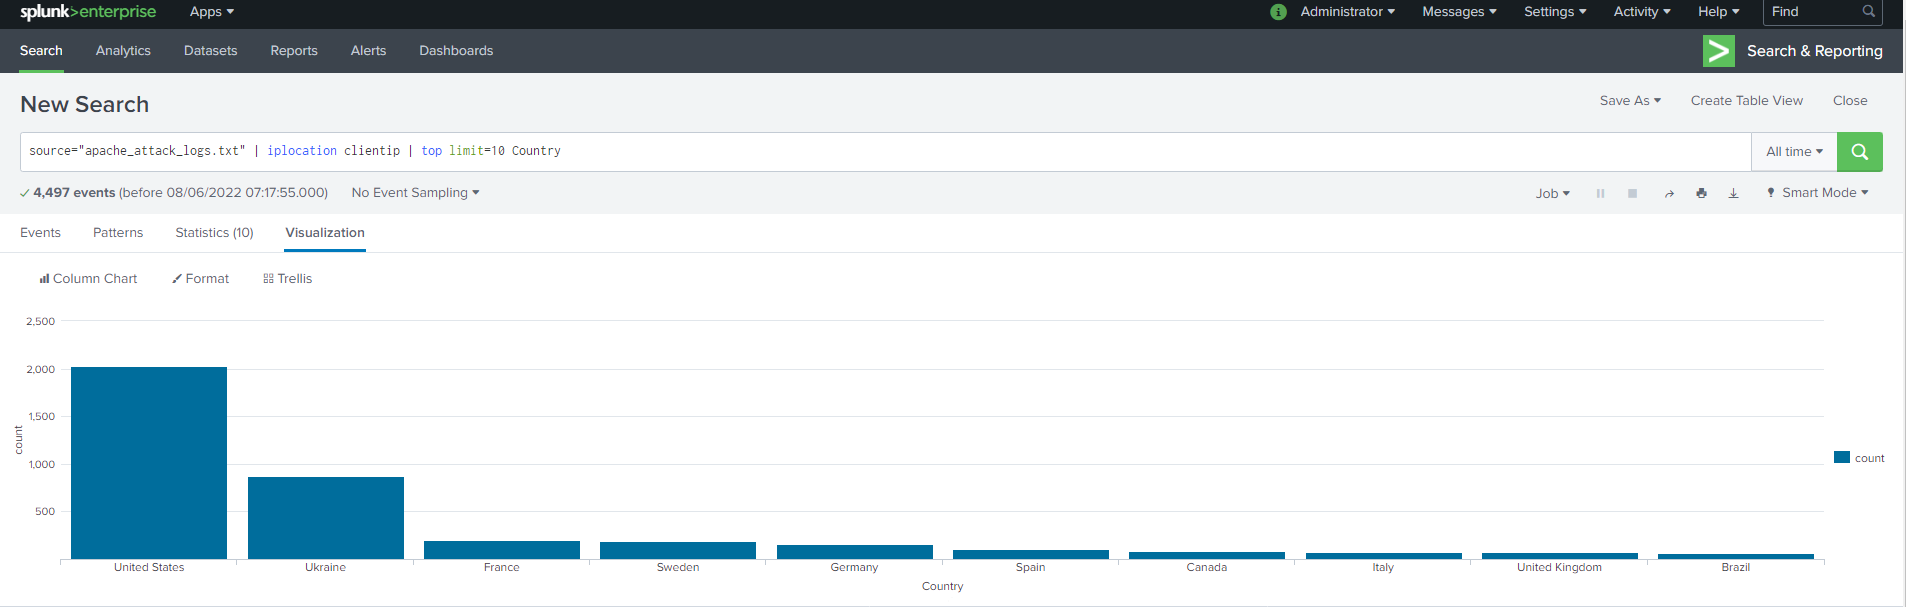 splunk>enterprise Apps Administrator Messages Settings Activity Help Find
Search Analytics Datasets Reports Alerts Dashboards Search & Reporting
New Search Save As Create Table View Close
source="apache_attack_logs.txt" | iplocation clientip | top limit=10 Country All time
4,497 events (before 08/06/2022 07:17:55.000) No Event Sampling Job Smart Mode
Events Patterns Statistics (10) Visualization
Column Chart Format Trellis
2,500
2,000
1,500
1,000
500
count
count
United States Ukraine France Sweden Germany Spain Canada Italy United Kingdom Brazil
Country